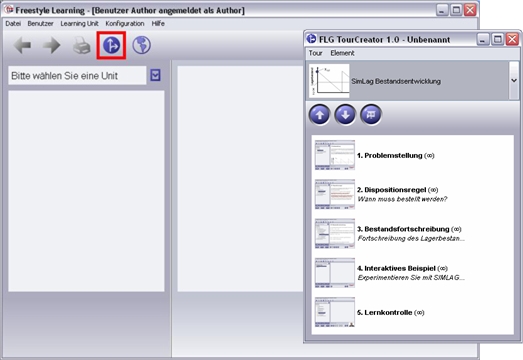 Freestyle Learning - [Benutzer Author angemeldet als Author]
Datei Benutzer Learning Unit Konfiguration Hilfe
Bitte wählen Sie eine Unit
FLG TourCreator 1.0 - Unbenannt
Tour Element
SimLag Bestandsentwicklung
1. Problemstellung (∞)
2. Dispositionsregel (∞)
Wann muss bestellt werden?
3. Bestandsfortschreibung (∞)
Fortschreibung des Lagerbestan...
4. Interaktives Beispiel (∞)
Experimentieren Sie mit SIMLAG...
5. Lernkontrolle (∞)